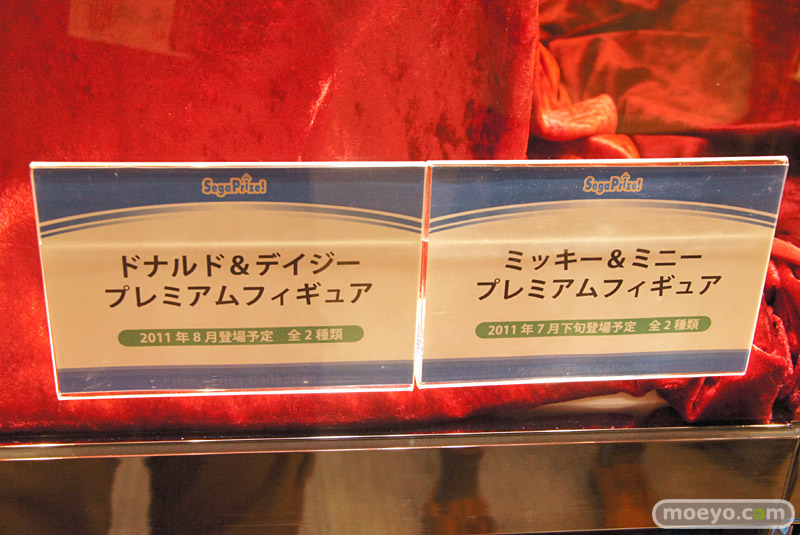 SegaPrize!
ドナルド&デイジー
プレミアムフィギュア
2011年8月登場予定 全2種類
SegaPrize!
ミッキー&ミニー
プレミアムフィギュア
2011年7月下旬登場予定 全2種類
moeyo.com